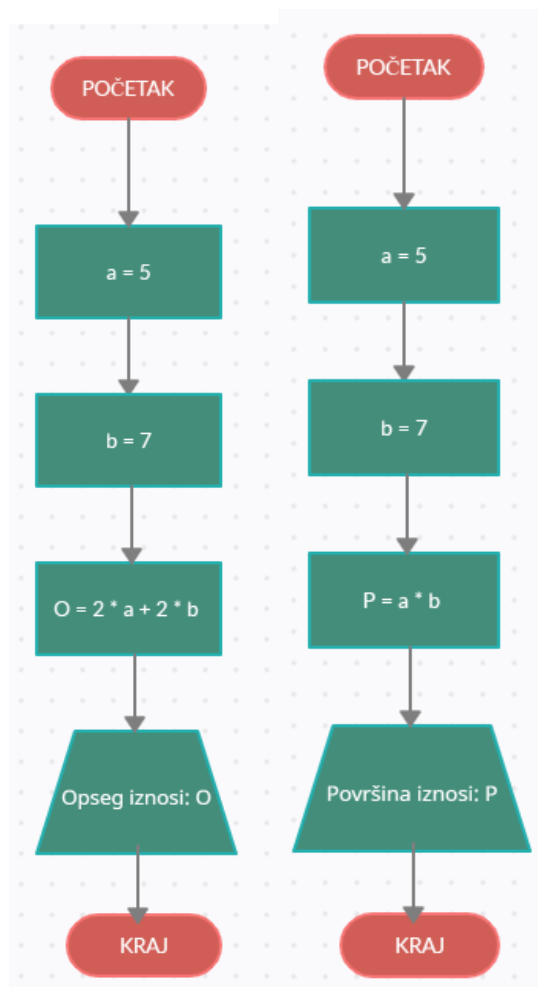 POČETAK
a = 5
b = 7
O = 2 * a + 2 * b
Opseg iznosi: O
KRAJ
POČETAK
a = 5
b = 7
P = a * b
Površina iznosi: P
KRAJ